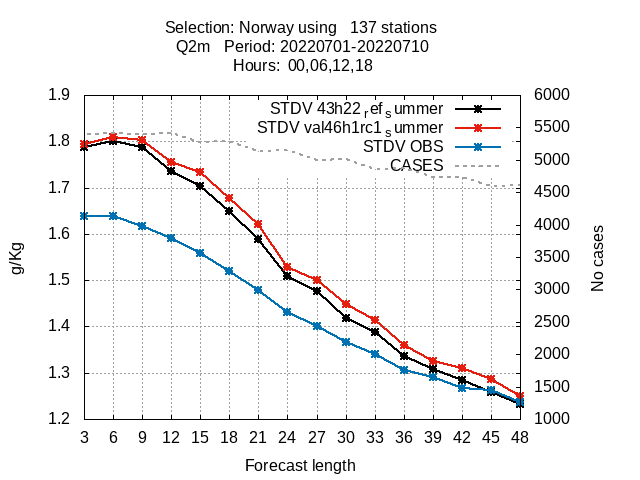 Selection: Norway using   137 stations
Q2m   Period: 20220701-20220710
Hours:  00,06,12,18
STDV 43h22ref summer
STDV val46h1rc1summer
STDV OBS
CASES
1.9
1.8
1.7
1.6
1.5
1.4
1.3
1.2
g/Kg
6000
5500
5000
4500
4000
3500
3000
2500
2000
1500
1000
No cases
3 6 9 12 15 18 21 24 27 30 33 36 39 42 45 48
Forecast length